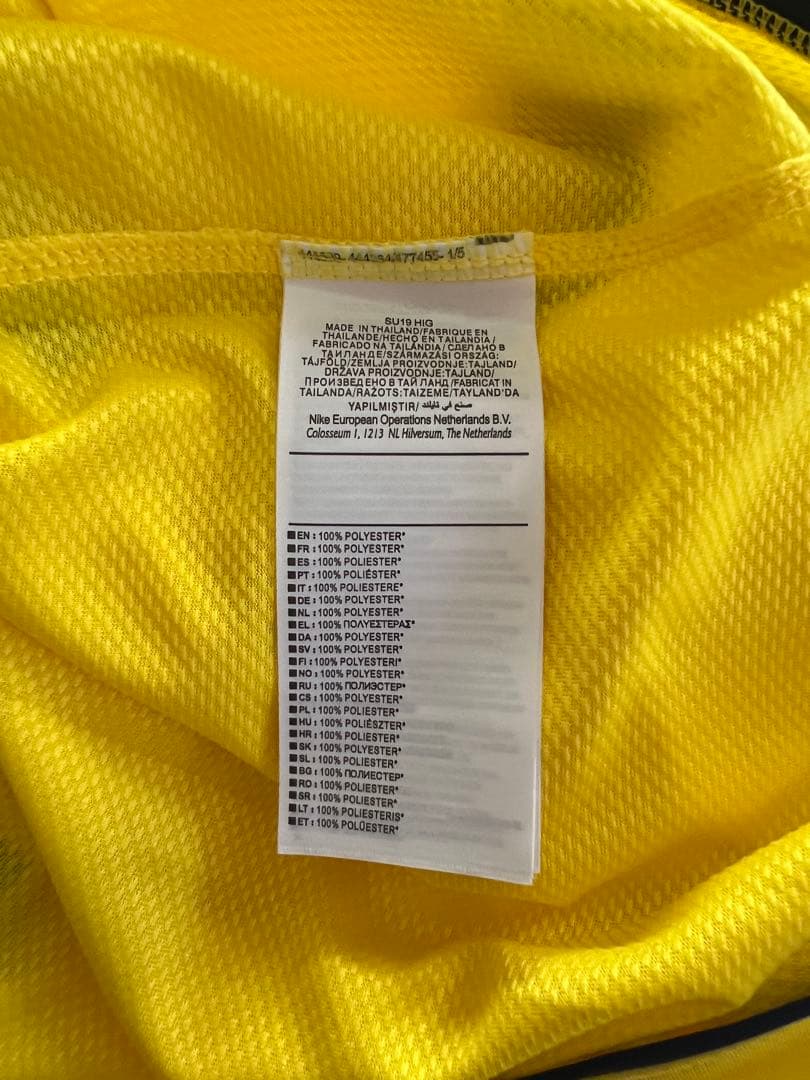 477455- 1/5
SU19 HIG
MADE IN THAILAND/FABRIQUE EN
THAILANDE/HECHO EN TAILANDIA/
FABRICADO NA TAILÂNDIA/СДЕЛАНО В
ТАИЛАНДЕ/SZÁRMAZÁSI ORSZÁG:
TÁJFÖLD/ZEMLJA PROIZVODNJE:TAJLAND/
DRŽAVA PROIZVODNJE:TAJLAND/
ПРОИЗВЕДЕНО В ТАЙЛАНД/FABRICAT IN
TAILANDA/RAŽOTS:TAIZEME/TAYLAND'DA
YAPILMIŞTIR/ صنع في تايلند
Nike European Operations Netherlands B.V.
Colosseum 1, 1213 NL Hilversum, The Netherlands
EN : 100% POLYESTER*
FR : 100% POLYESTER*
ES : 100% POLIESTER*
PT : 100% POLIÉSTER*
IT : 100% POLIESTERE*
DE : 100% POLYESTER*
NL : 100% POLYESTER*
EL : 100% ΠΟΛΥΕΣΤΕΡΑΣ*
DA : 100% POLYESTER*
SV : 100% POLYESTER*
FI : 100% POLYESTERI*
NO : 100% POLYESTER*
RU : 100% ПОЛИЭСТЕР*
CS : 100% POLYESTER*
PL : 100% POLIESTER*
HU : 100% POLIÉSZTER*
HR : 100% POLIESTER*
SK : 100% POLYESTER*
SL : 100% POLIESTER*
BG : 100% ПОЛИЕСТЕР*
RO : 100% POLIESTER*
SR : 100% POLIESTER*
LT : 100% POLIESTERIS*
ET : 100% POLÜESTER*